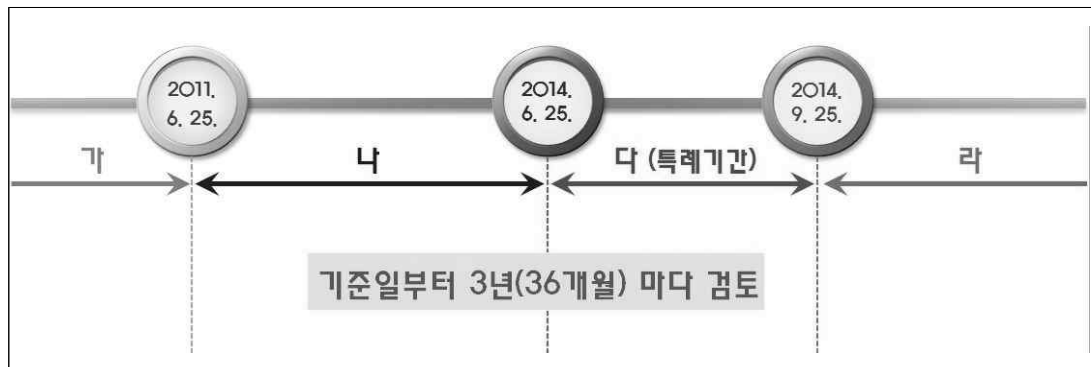 2011.
6. 25.
2014.
6. 25.
2014.
9. 25.
가
나
다 (특례기간)
라
기준일부터 3년(36개월) 마다 검토